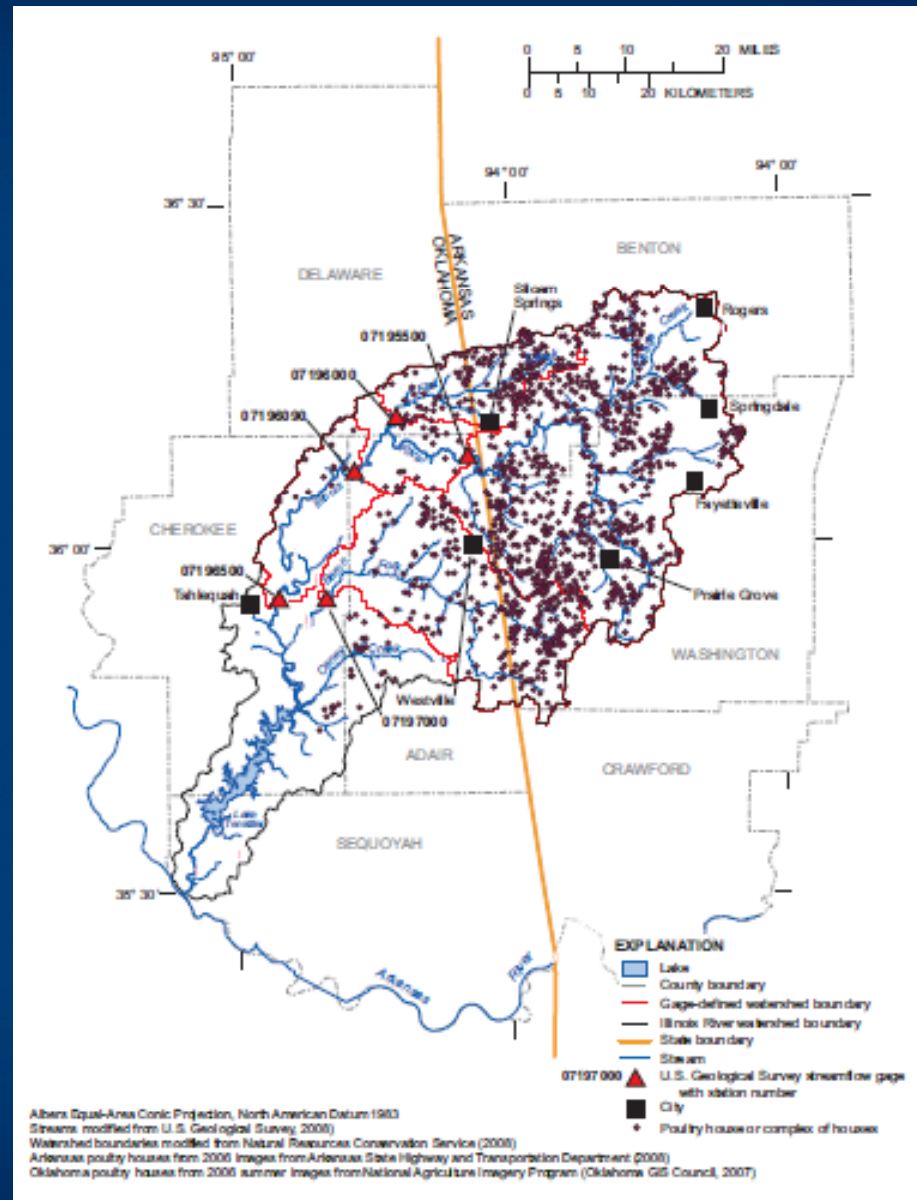 0 5 10 20 MILES
0 5 10 20 KILOMETERS
95° 00'
94° 00'
94° 00'
36° 30'
ARKANSAS
OKLAHOMA
BENTON
DELAWARE
Siloam
Springs
Rogers
07195500
07196000
Springdale
07196090
Fayetteville
CHEROKEE
36° 00'
Fork
07196500
Tahlequah
Prairie Grove
WASHINGTON
Creek
Westville
07197000
ADAIR
CRAWFORD
Lake
SEQUOYAH
35° 30'
Arkansas
River
EXPLANATION
Lake
County boundary
Gage-defined watershed boundary
Illinois River watershed boundary
State boundary
Stream
07197000 U.S. Geological Survey streamflow gage
with station number
City
Poultry house or complex of houses
Albers Equal-Area Conic Projection, North American Datum 1983
Streams modified from U.S. Geological Survey, 2008)
Watershed boundaries modified from Natural Resources Conservation Service (2008)
Arkansas poultry houses from 2006 images from Arkansas State Highway and Transportation Department (2008)
Oklahoma poultry houses from 2006 summer images from National Agriculture Imagery Program (Oklahoma GIS Council, 2007)